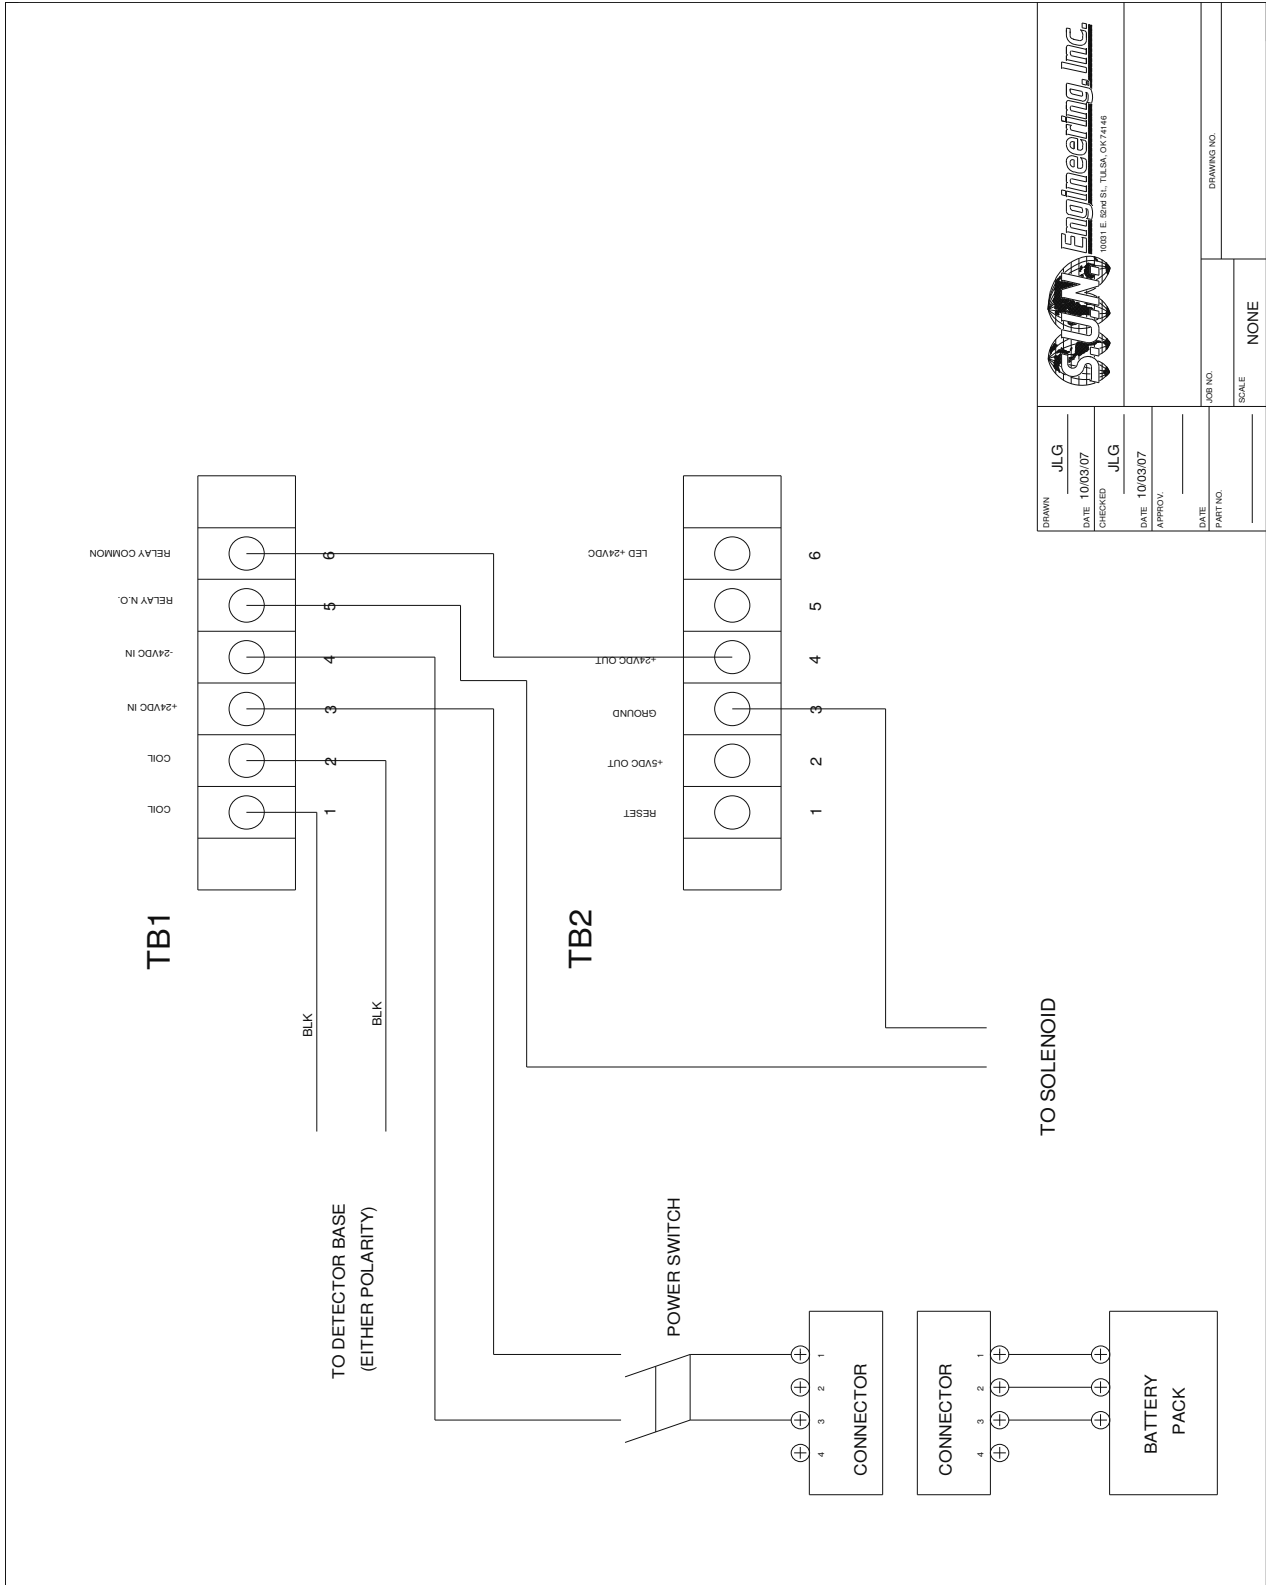 TB1
COIL
COIL
+24VDC IN
-24VDC IN
RELAY N.O.
RELAY COMMON
1
2
3
4
5
6
BLK
BLK
TO DETECTOR BASE
(EITHER POLARITY)
TB2
RESET
+5VDC OUT
GROUND
+24VDC OUT
LED +24VDC
1
2
3
4
5
6
POWER SWITCH
4
3
2
1
CONNECTOR
CONNECTOR
4
3
2
1
BATTERY
PACK
TO SOLENOID
DRAWN
JLG
DATE 10/03/07
CHECKED
JLG
DATE 10/03/07
APPROV.
DATE
PART NO.
S.U.N. Engineering, Inc.
10031 E. 52nd St., TULSA, OK 74146
JOB NO.
DRAWING NO.
SCALE
NONE